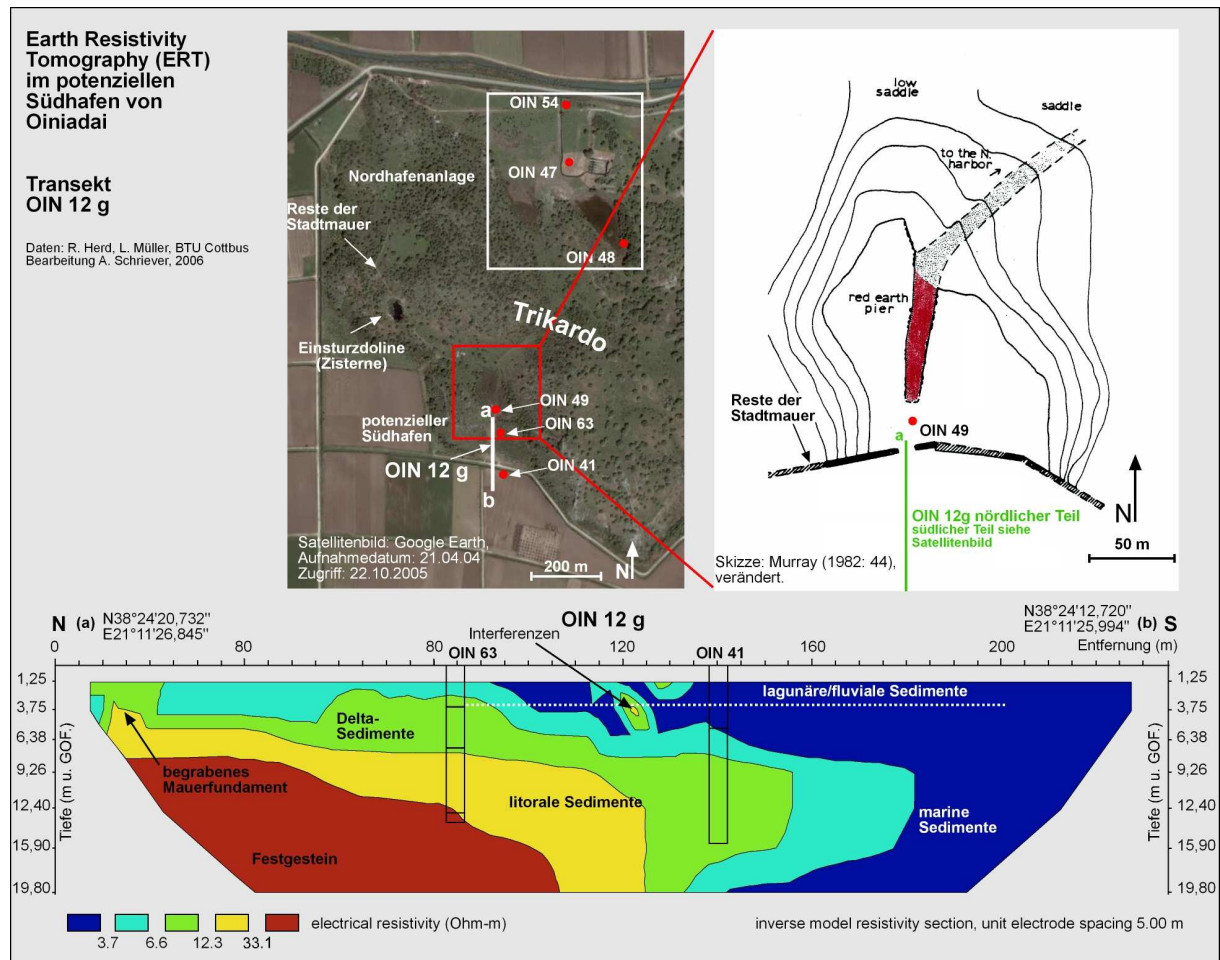 Earth Resistivity
Tomography (ERT)
im potenziellen
Südhafen von
Oiniadai
Transekt
OIN 12 g
Daten: R. Herd, L. Müller, BTU Cottbus
Bearbeitung A. Schriever, 2006
OIN 54
OIN 47
Nordhafenanlage
Reste der
Stadtmauer
OIN 48
Trikardo
Einsturzdoline
(Zisterne)
a
OIN 49
potenzieller
Südhafen
OIN 63
OIN 12 g
OIN 41
b
Satellitenbild: Google Earth,
Aufnahmedatum: 21.04.04
Zugriff: 22.10.2005
200 m
N
low
saddle
saddle
to the N.
harbor
red earth
pier
Reste der
Stadtmauer
a
OIN 49
OIN 12g nördlicher Teil
südlicher Teil siehe
Satellitenbild
N
50 m
Skizze: Murray (1982: 44),
verändert.
N (a) N38°24'20,732"
E21°11'26,845"
OIN 12 g
N38°24'12,720" (b) S
E21°11'25,994"
Interferenzen
Entfernung (m)
0 80 80 120 160 200
OIN 63 OIN 41
1,25
3,75
6,38
9,26
12,40
15,90
19,80
Tiefe (m u. GOF.)
lagunäre/fluviale Sedimente
Delta-
Sedimente
begrabenes
Mauerfundament
litorale Sedimente
marine
Sedimente
Festgestein
1,25
3,75
6,38
9,26
12,40
15,90
19,80
Tiefe (m u. GOF.)
electrical resistivity (Ohm-m)
3.7 6.6 12.3 33.1
inverse model resistivity section, unit electrode spacing 5.00 m